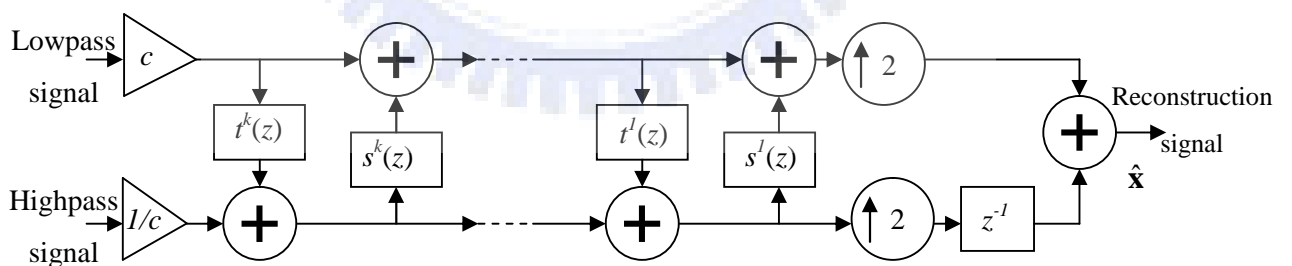 Lowpass
signal
c
t^k(z)
s^k(z)
t^1(z)
s^1(z)
↑ 2
Reconstruction
signal
x̂
Highpass
signal
1/c
↑ 2
z^-1